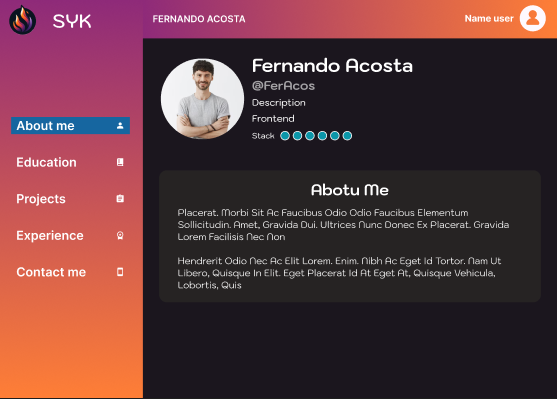 SYK
FERNANDO ACOSTA
Name user
About me
Education
Projects
Experience
Contact me
Fernando Acosta
@FerAcos
Description
Frontend
Stack
Abotu Me
Placerat. Morbi Sit Ac Faucibus Odio Odio Faucibus Elementum
Sollicitudin. Amet, Gravida Dui. Ultrices Nunc Donec Ex Placerat. Gravida
Lorem Facilisis Nec Non
Hendrerit Odio Nec Ac Elit Lorem. Enim. Nibh Ac Eget Id Tortor. Nam Ut
Libero, Quisque In Elit. Eget Placerat Id At Eget At, Quisque Vehicula,
Lobortis, Quis